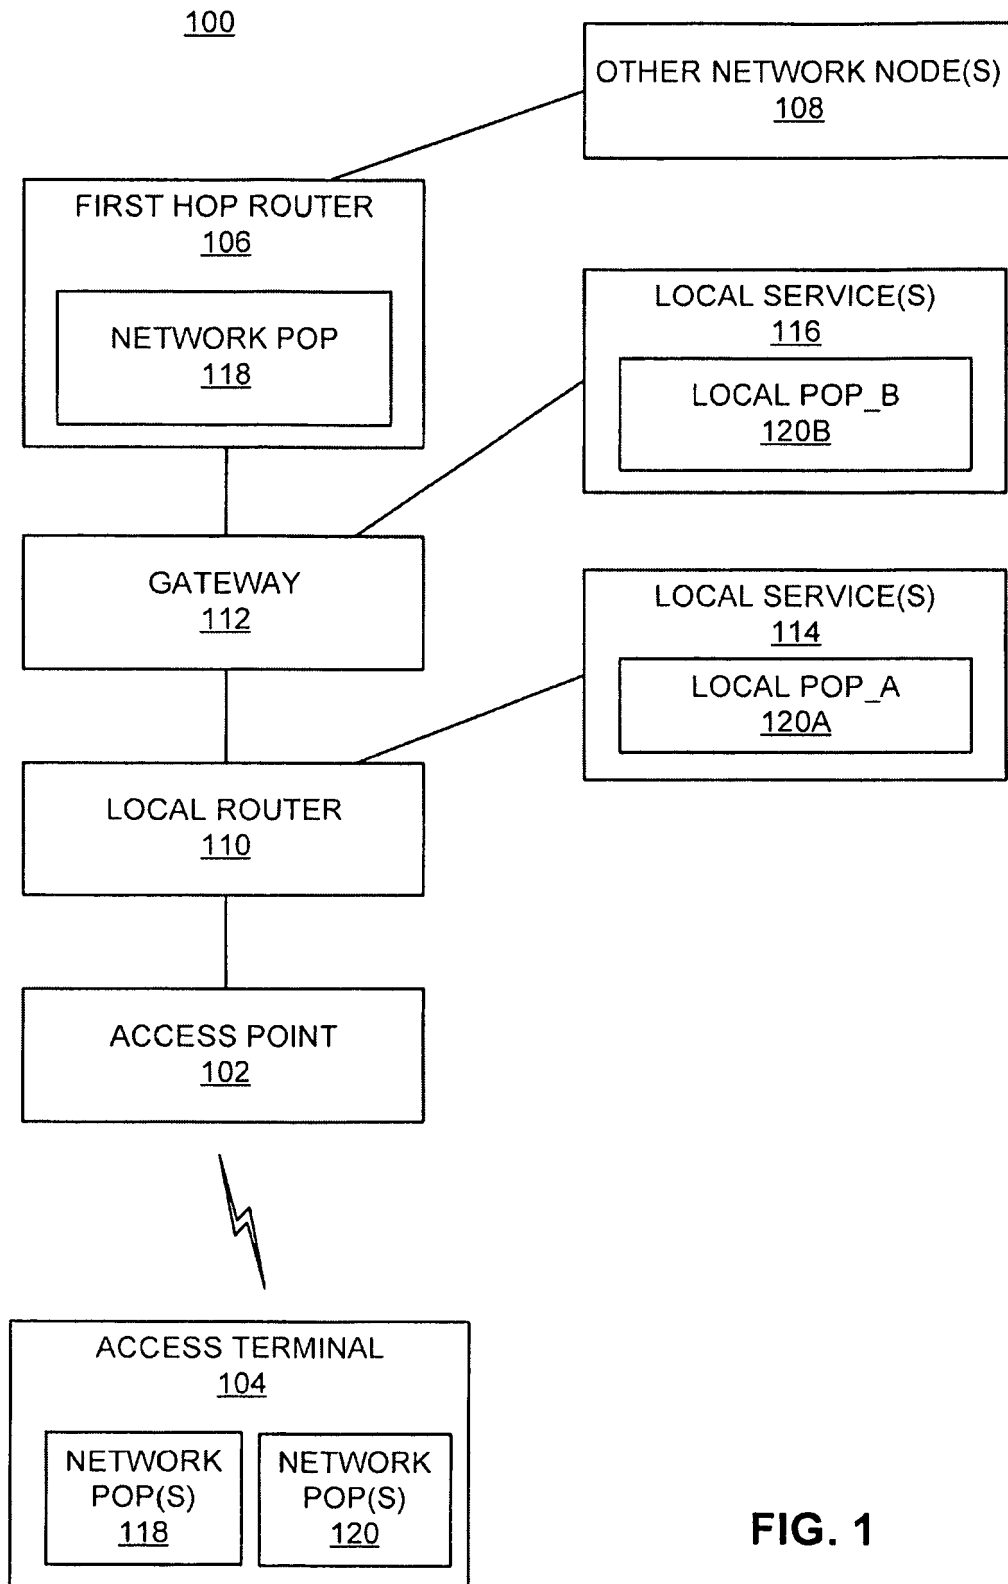 100
OTHER NETWORK NODE(S)
108
FIRST HOP ROUTER
106
NETWORK POP
118
LOCAL SERVICE(S)
116
LOCAL POP_B
120B
GATEWAY
112
LOCAL SERVICE(S)
114
LOCAL POP_A
120A
LOCAL ROUTER
110
ACCESS POINT
102
ACCESS TERMINAL
104
NETWORK
POP(S)
118
NETWORK
POP(S)
120
FIG. 1